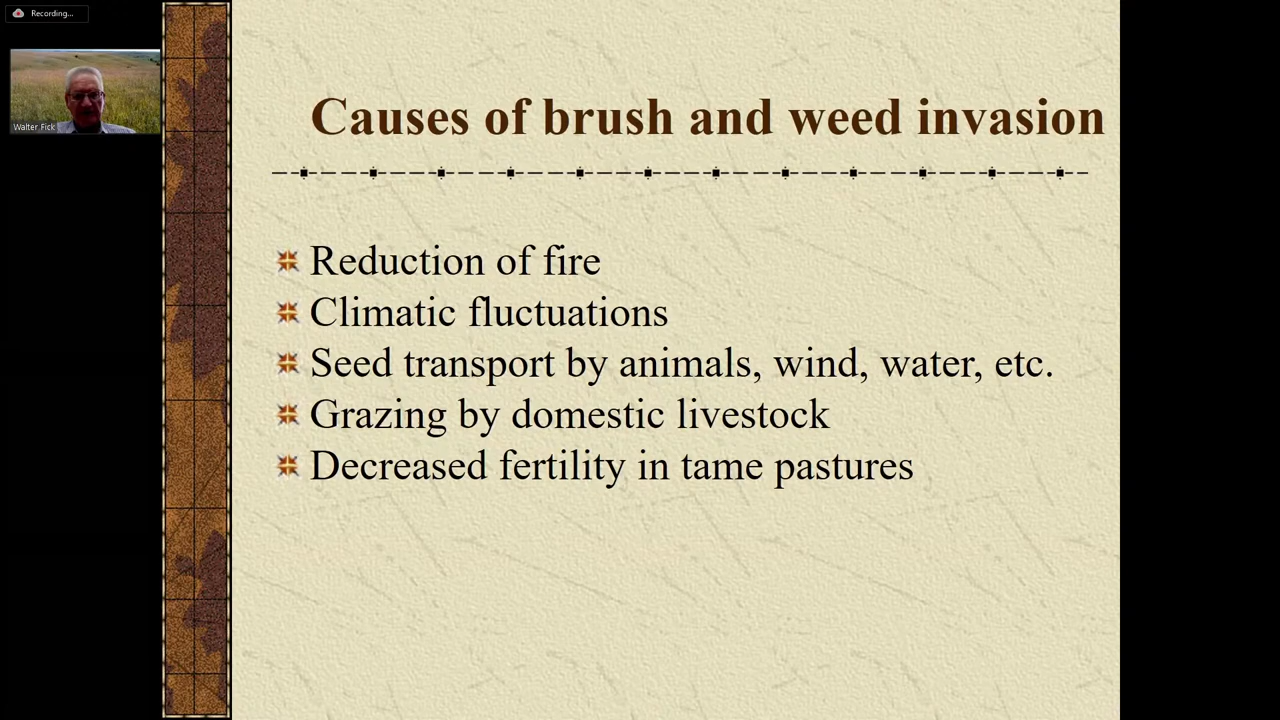 Recording...
Walter Fick
Causes of brush and weed invasion
Reduction of fire
Climatic fluctuations
Seed transport by animals, wind, water, etc.
Grazing by domestic livestock
Decreased fertility in tame pastures